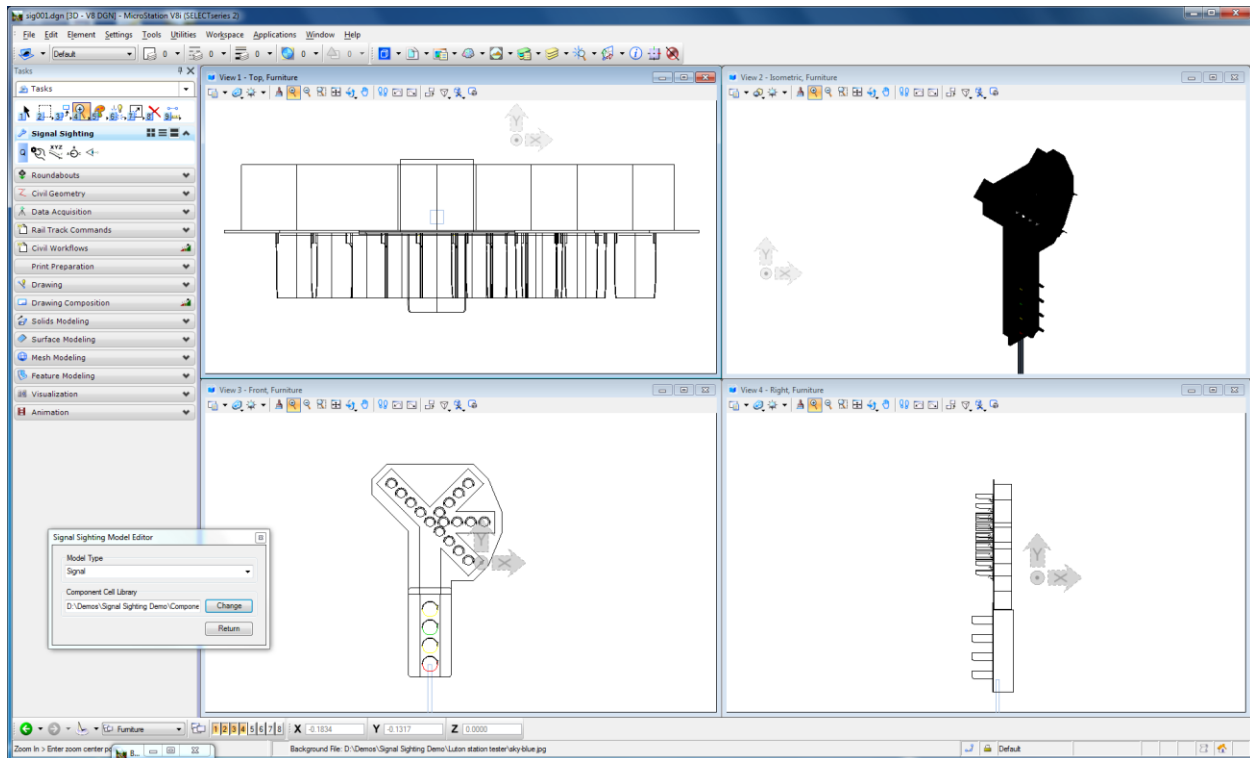 sig001.dgn [3D - V8 DGN] - MicroStation V8i (SELECTseries 2)
File Edit Element Settings Tools Utilities Workspace Applications Window Help
Default 0 0 0 0 0
Tasks
Tasks
Signal Sighting
XYZ
Roundabouts
Civil Geometry
Data Acquisition
Rail Track Commands
Civil Workflows
Print Preparation
Drawing
Drawing Composition
Solids Modeling
Surface Modeling
Mesh Modeling
Feature Modeling
Visualization
Animation
View 1 - Top, Furniture
Y
X
View 2 - Isometric, Furniture
Y
X
View 3 - Front, Furniture
Y
X
View 4 - Right, Furniture
Y
X
Signal Sighting Model Editor
Model Type
Signal
Component Cell Library
D:\Demos\Signal Sighting Demo\Compone Change
Return
Furniture 1 2 3 4 5 6 7 8 X -0.1834 Y -0.1317 Z 0.0000
Zoom In > Enter zoom center po B... Background File: D:\Demos\Signal Sighting Demo\Luton station tester\sky-blue.jpg Default